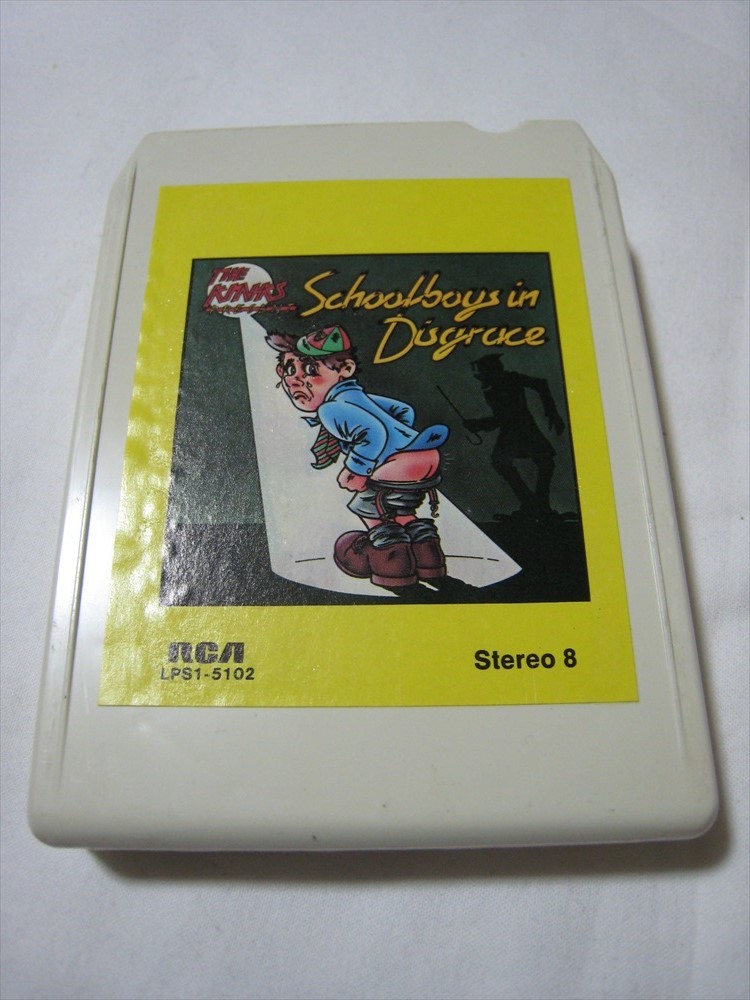 THE
KINKS
Schoolboys in
Disgrace
RCA
LPS1-5102
Stereo 8